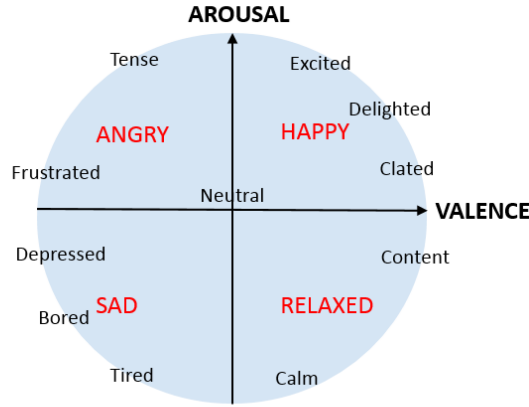 AROUSAL
Tense
Excited
Delighted
ANGRY
HAPPY
Frustrated
Clated
Neutral
VALENCE
Depressed
Content
SAD
RELAXED
Bored
Tired
Calm